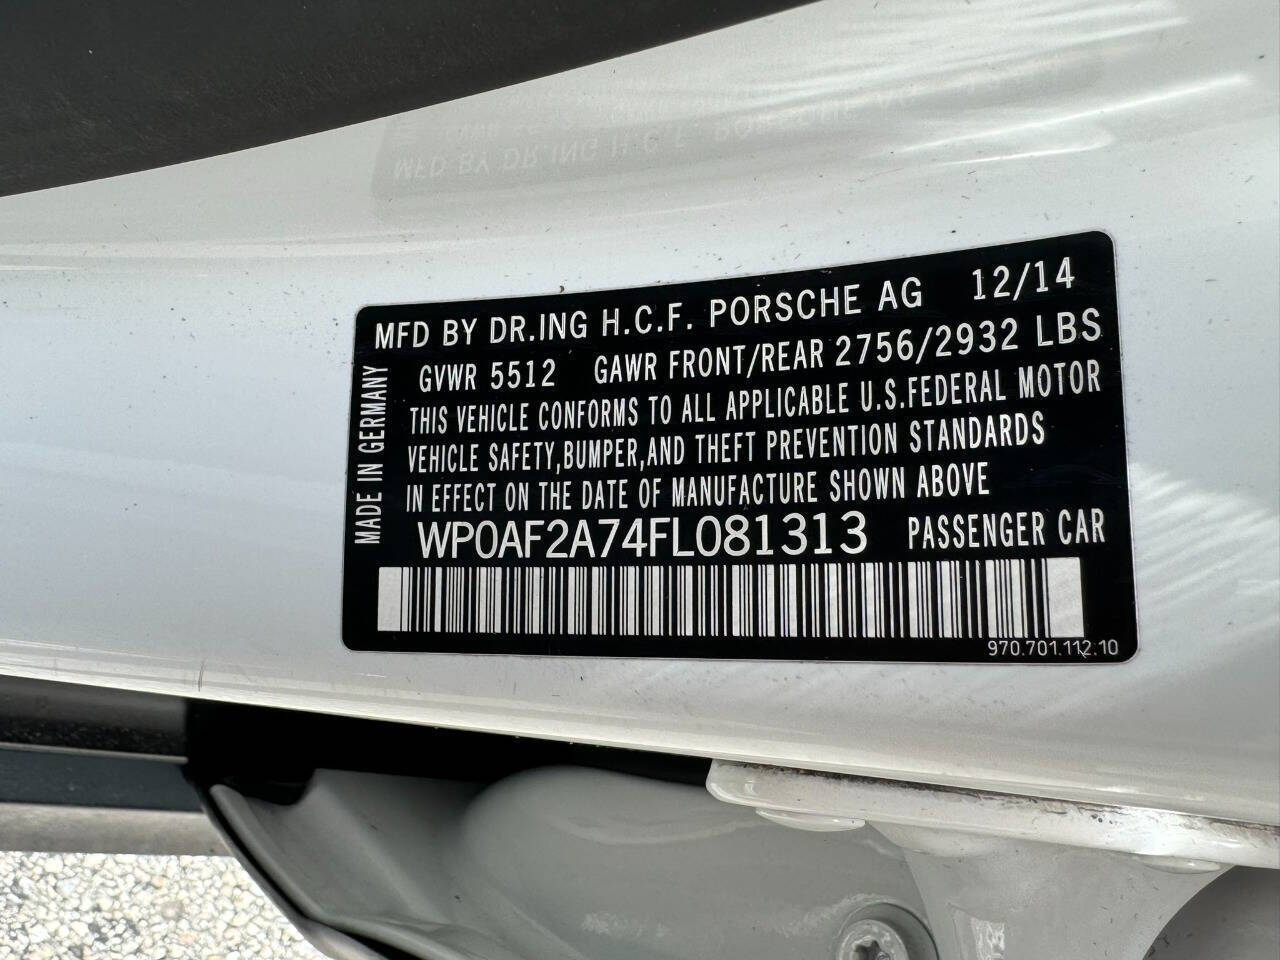 MFD BY DR.ING H.C.F. PORSCHE AG 12/14
GVWR 5512 GAWR FRONT/REAR 2756/2932 LBS
THIS VEHICLE CONFORMS TO ALL APPLICABLE U.S.FEDERAL MOTOR
VEHICLE SAFETY,BUMPER,AND THEFT PREVENTION STANDARDS
IN EFFECT ON THE DATE OF MANUFACTURE SHOWN ABOVE
WP0AF2A74FL081313 PASSENGER CAR
970.701.112.10
MADE IN GERMANY